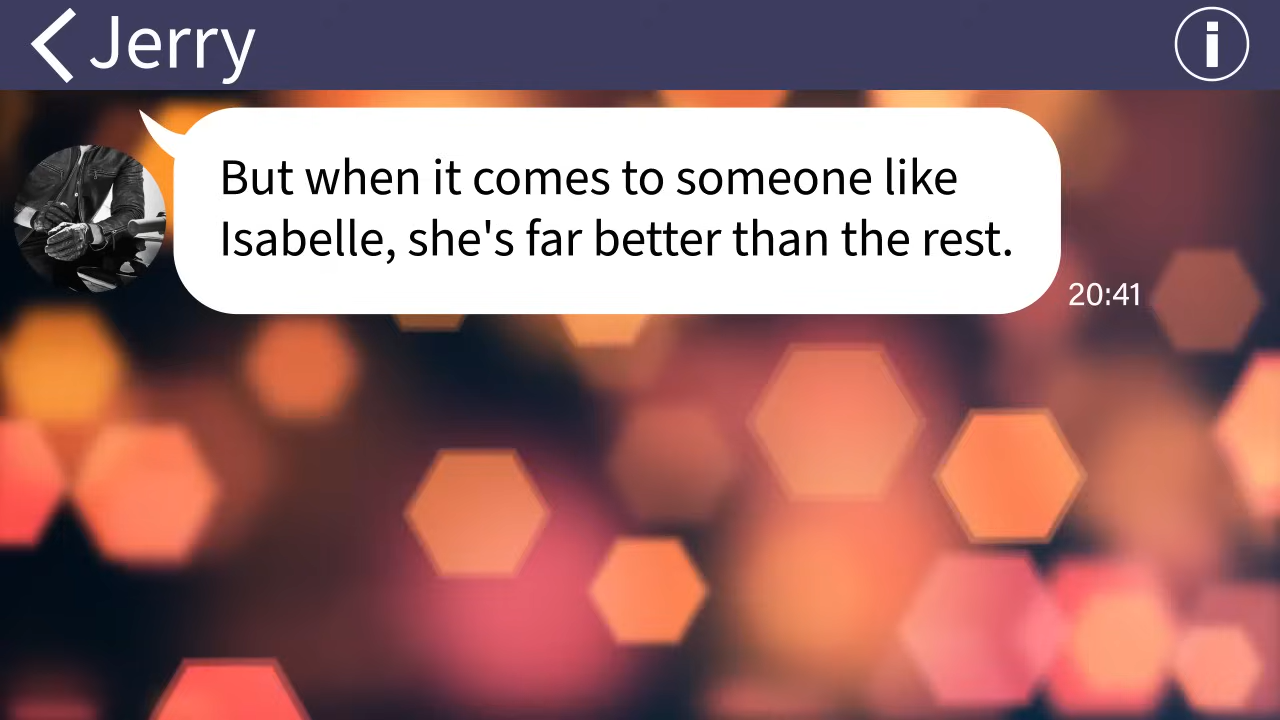 Jerry
But when it comes to someone like
Isabelle, she's far better than the rest.
20:41